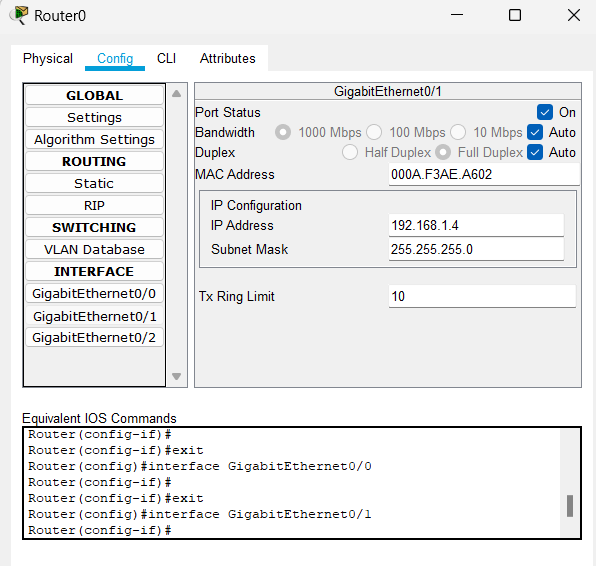 Router0
Physical Config CLI Attributes
GLOBAL
Settings
Algorithm Settings
ROUTING
Static
RIP
SWITCHING
VLAN Database
INTERFACE
GigabitEthernet0/0
GigabitEthernet0/1
GigabitEthernet0/2
GigabitEthernet0/1
Port Status On
Bandwidth 1000 Mbps 100 Mbps 10 Mbps Auto
Duplex Half Duplex Full Duplex Auto
MAC Address 000A.F3AE.A602
IP Configuration
IP Address 192.168.1.4
Subnet Mask 255.255.255.0
Tx Ring Limit 10
Equivalent IOS Commands
Router(config-if)#
Router(config-if)#exit
Router(config)#interface GigabitEthernet0/0
Router(config-if)#
Router(config-if)#exit
Router(config)#interface GigabitEthernet0/1
Router(config-if)#